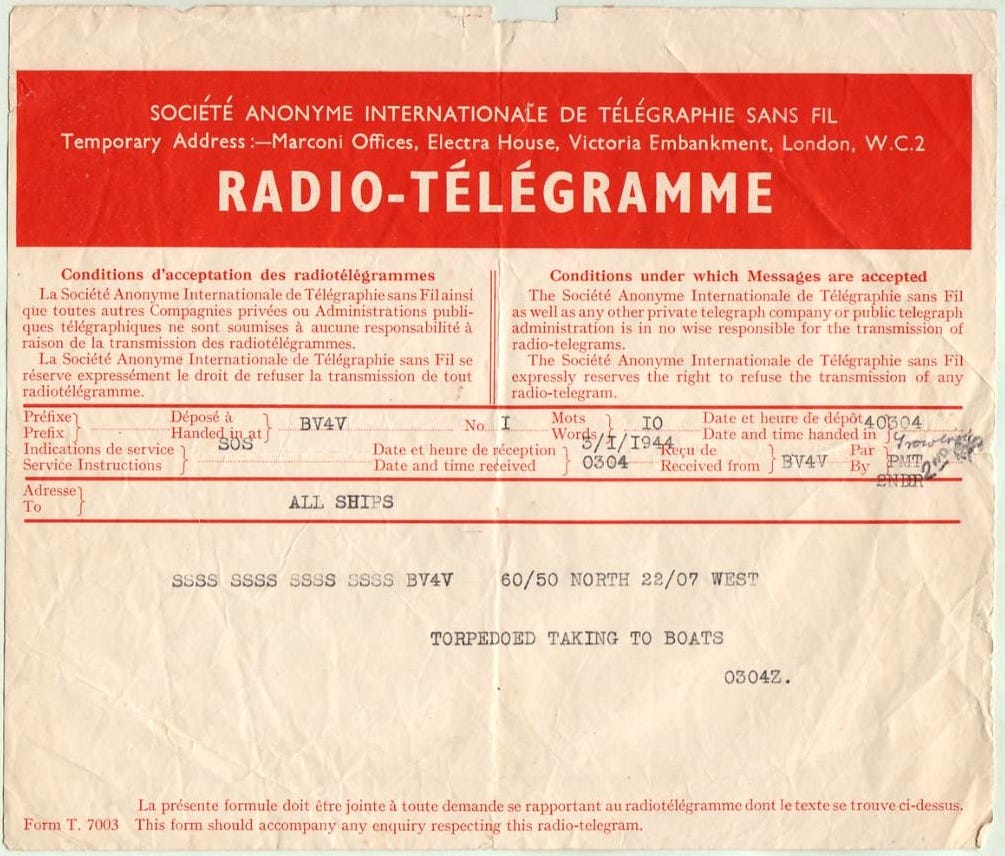 SOCIÉTÉ ANONYME INTERNATIONALE DE TÉLÉGRAPHIE SANS FIL
Temporary Address:—Marconi Offices, Electra House, Victoria Embankment, London, W.C.2
RADIO-TÉLÉGRAMME
Conditions d'acceptation des radiotélégrammes
La Société Anonyme Internationale de Télégraphie sans Fil ainsi
que toutes autres Compagnies privées ou Administrations publi-
ques télégraphiques ne sont soumises à aucune responsabilité à
raison de la transmission des radiotélégrammes.
La Société Anonyme Internationale de Télégraphie sans Fil se
réserve expressément le droit de refuser la transmission de tout
radiotélégramme.
Conditions under which Messages are accepted
The Société Anonyme Internationale de Télégraphie sans Fil
as well as any other private telegraph company or public telegraph
administration is in no wise responsible for the transmission of
radio-telegrams.
The Société Anonyme Internationale de Télégraphie sans Fil
expressly reserves the right to refuse the transmission of any
radio-telegram.
Préfixe Déposé à Mots Date et heure de dépôt 40304
Prefix Handed in at BV4V No I Words IO Date and time handed in
Indications de service SOS Date et heure de réception 5/I/I944 Reçu de Par
Service Instructions Date and time received 0304 Received from BV4V By PMT
2NDR
2ND
Adresse
To ALL SHIPS
SSSS SSSS SSSS SSSS BV4V 60/50 NORTH 22/07 WEST
TORPEDOED TAKING TO BOATS
0304Z.
La présente formule doit être jointe à toute demande se rapportant au radiotélégramme dont le texte se trouve ci-dessus.
Form T. 7003 This form should accompany any enquiry respecting this radio-telegram.